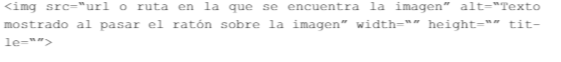 <img src=“url o ruta en la que se encuentra la imagen” alt=“Texto
mostrado al pasar el ratón sobre la imagen” width=“” height=“” tit-
le=“”>